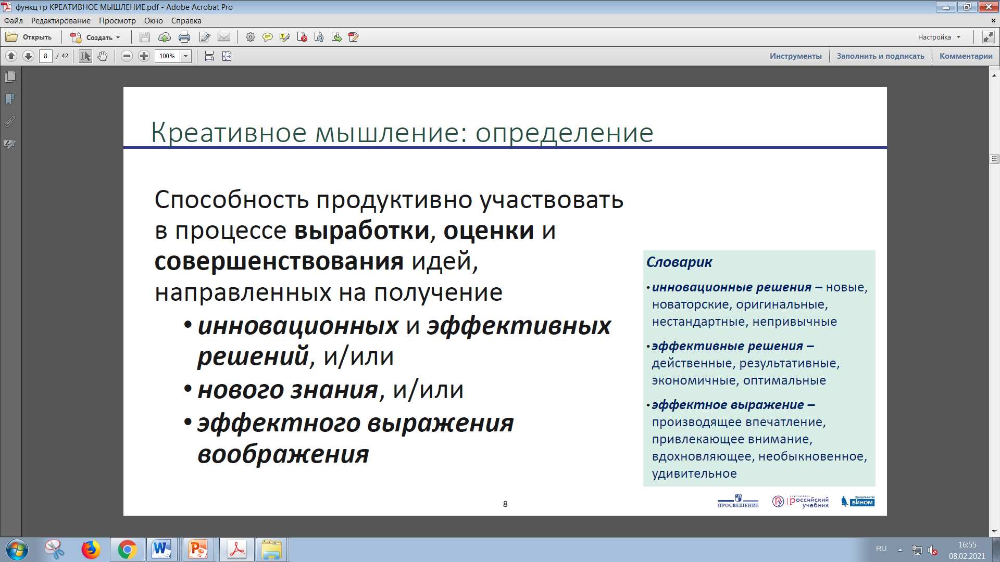 функц гр КРЕАТИВНОЕ МЫШЛЕНИЕ.pdf - Adobe Acrobat Pro
Файл Редактирование Просмотр Окно Справка
Открыть Создать Настройка
8 / 42 100% Инструменты Заполнить и подписать Комментарии
Креативное мышление: определение
Способность продуктивно участвовать
в процессе выработки, оценки и
совершенствования идей,
направленных на получение
• инновационных и эффективных
решений, и/или
• нового знания, и/или
• эффектного выражения
воображения
Словарик
• инновационные решения – новые,
новаторские, оригинальные,
нестандартные, непривычные
• эффективные решения –
действенные, результативные,
экономичные, оптимальные
• эффектное выражение –
производящее впечатление,
привлекающее внимание,
вдохновляющее, необыкновенное,
удивительное
8
ПРОСВЕЩЕНИЕ
российский
учебник
БИНОМ
RU
16:55
08.02.2021